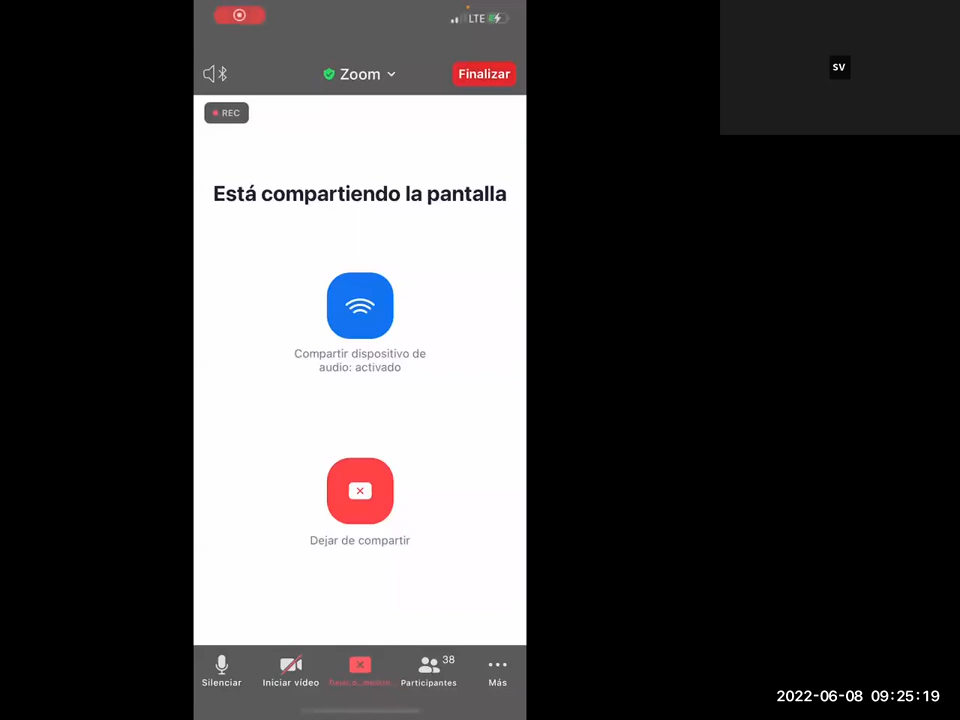 LTE
Zoom
Finalizar
REC
Está compartiendo la pantalla
Compartir dispositivo de
audio: activado
Dejar de compartir
38
Silenciar
Iniciar vídeo
Participantes
Más
SV
2022-06-08 09:25:19